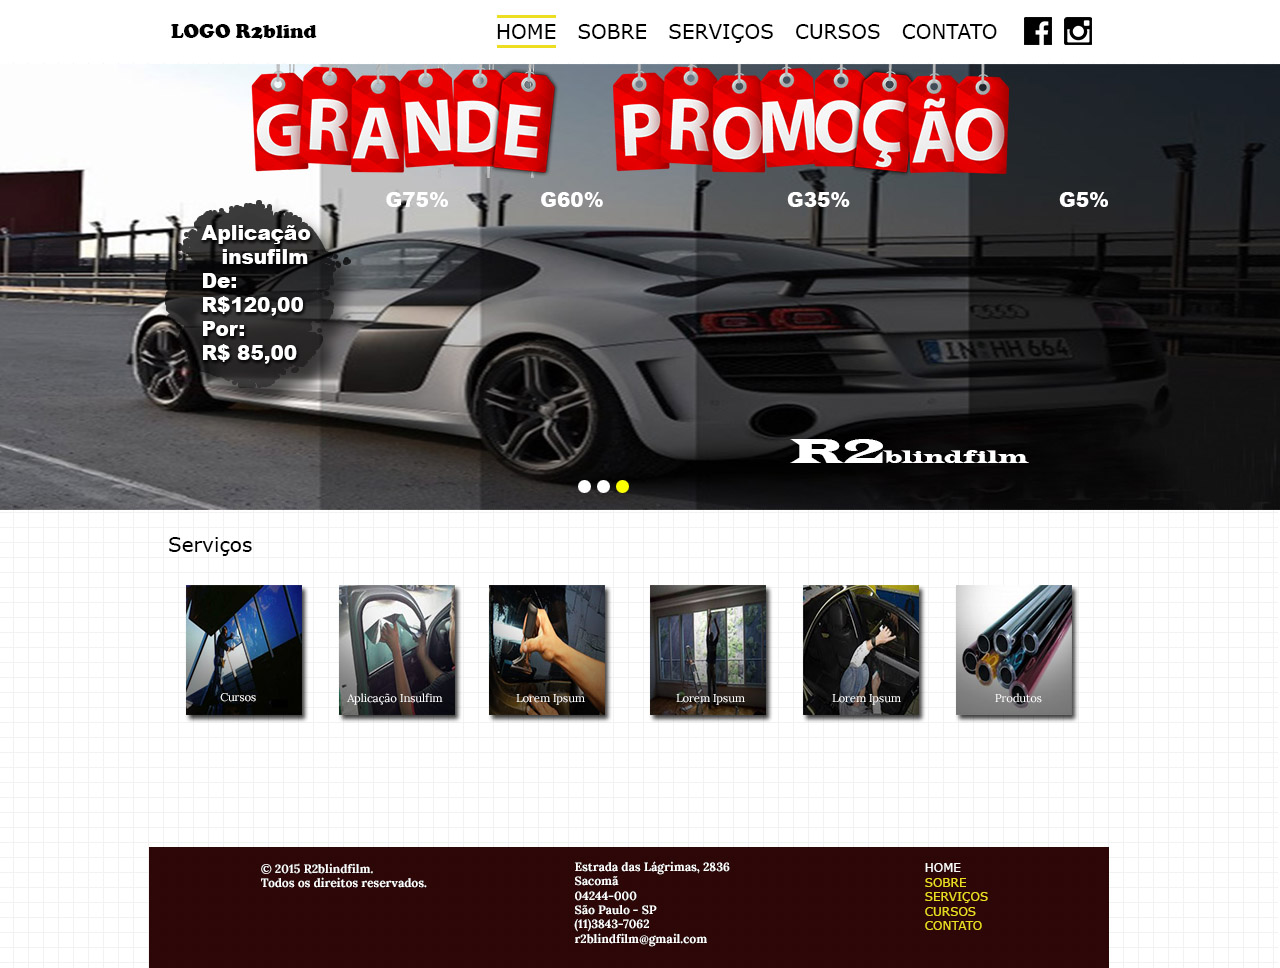 LOGO R2blind
HOME SOBRE SERVIÇOS CURSOS CONTATO
GRANDE PROMOÇÃO
G75% G60% G35% G5%
Aplicação
insufilm
De:
R$120,00
Por:
R$ 85,00
IN HH 664
R2blindfilm
Serviços
Cursos
Aplicação Insulfim
Lorem Ipsum
Lorem Ipsum
Lorem Ipsum
Produtos
© 2015 R2blindfilm.
Todos os direitos reservados.
Estrada das Lágrimas, 2836
Sacomã
04244-000
São Paulo - SP
(11)3843-7062
r2blindfilm@gmail.com
HOME
SOBRE
SERVIÇOS
CURSOS
CONTATO